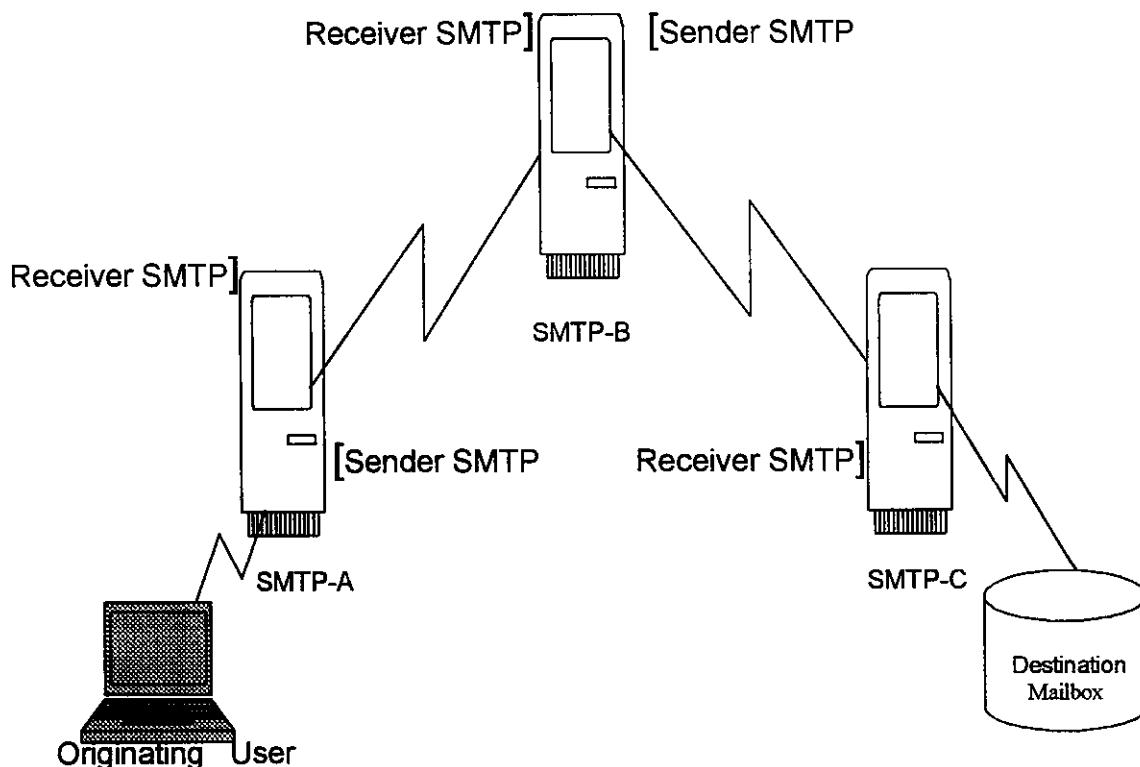 Receiver SMTP]
[Sender SMTP
SMTP-B
Receiver SMTP]
[Sender SMTP
Receiver SMTP]
SMTP-A
SMTP-C
Destination
Mailbox
Originating User